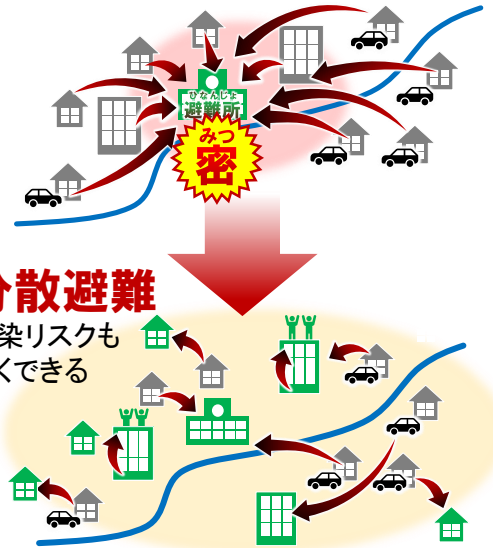 ひなんじょ
避難所
みつ
密
分散避難
染リスクも
くできる